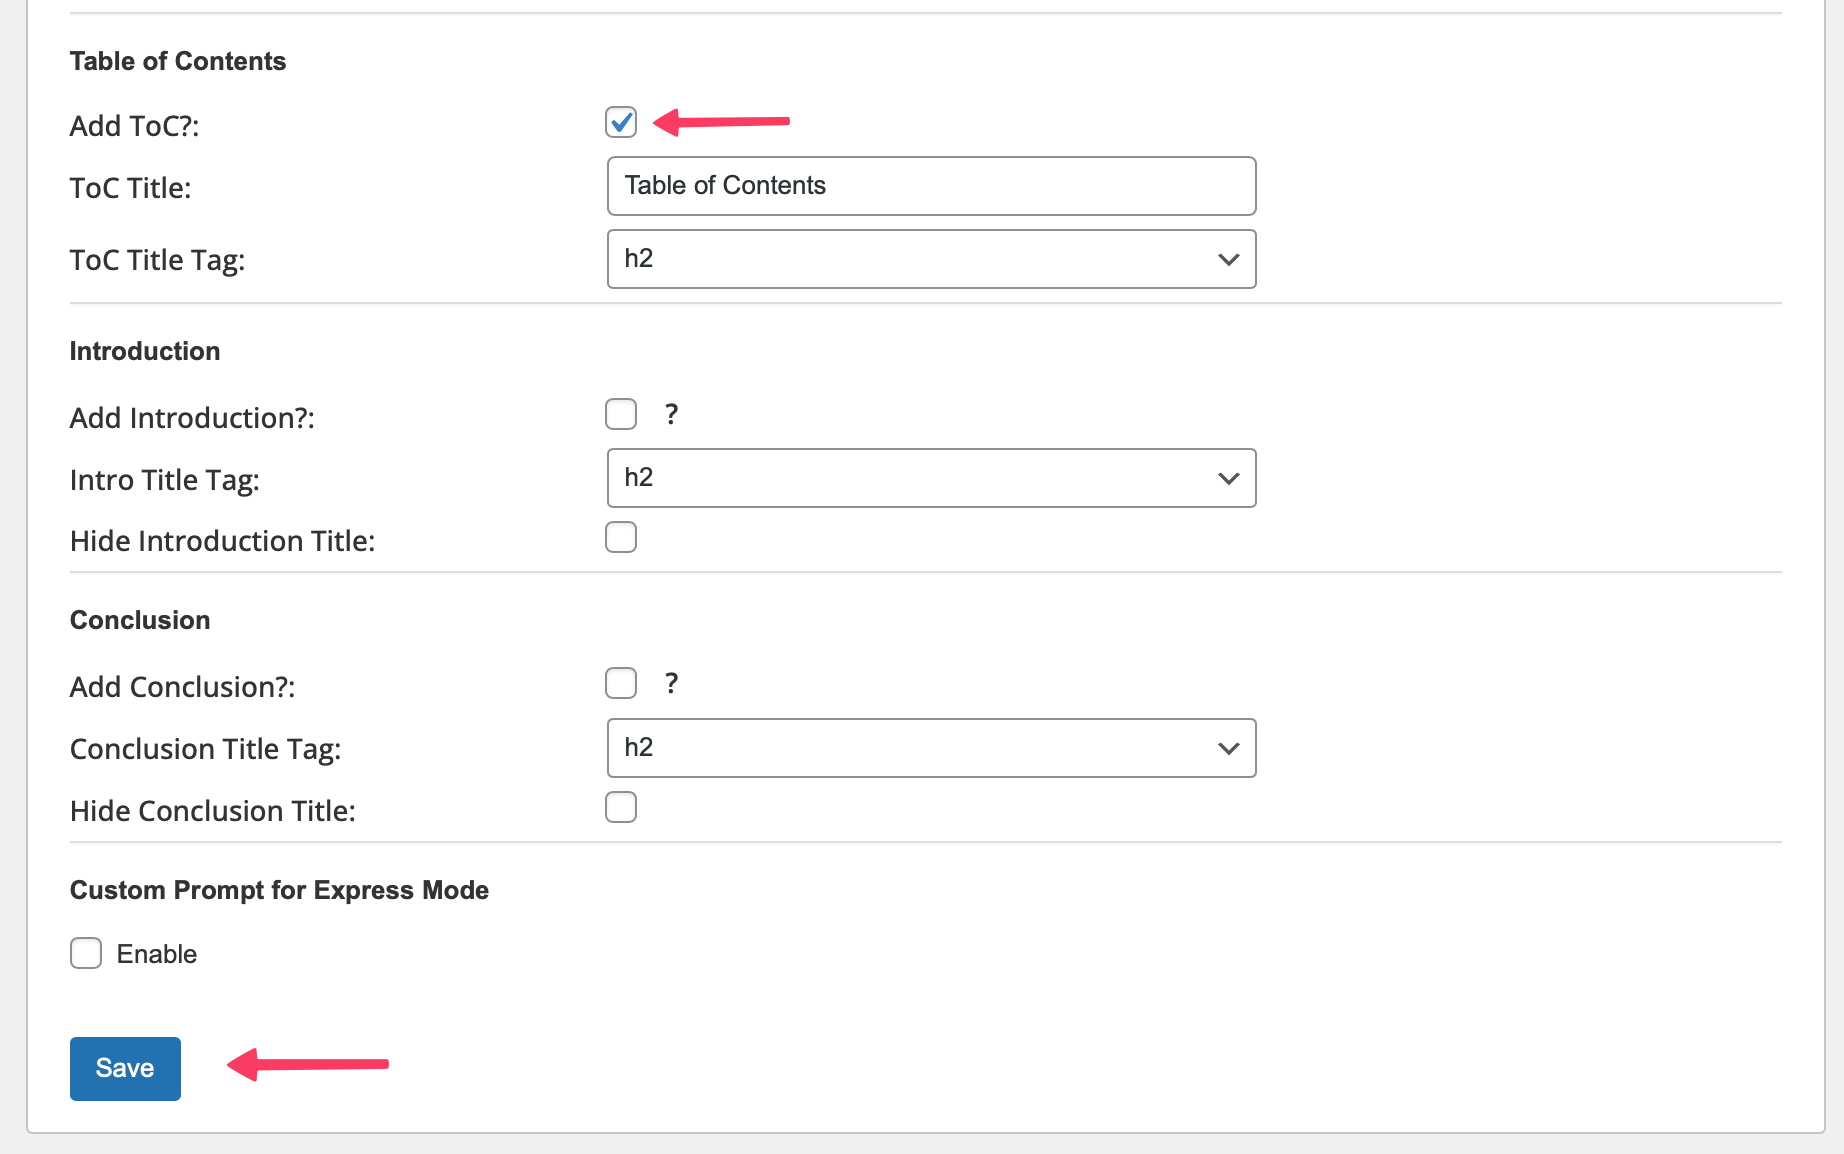 Table of Contents
Add ToC?:
ToC Title:
Table of Contents
ToC Title Tag:
h2
Introduction
Add Introduction?:
?
Intro Title Tag:
h2
Hide Introduction Title:
Conclusion
Add Conclusion?:
?
Conclusion Title Tag:
h2
Hide Conclusion Title:
Custom Prompt for Express Mode
Enable
Save